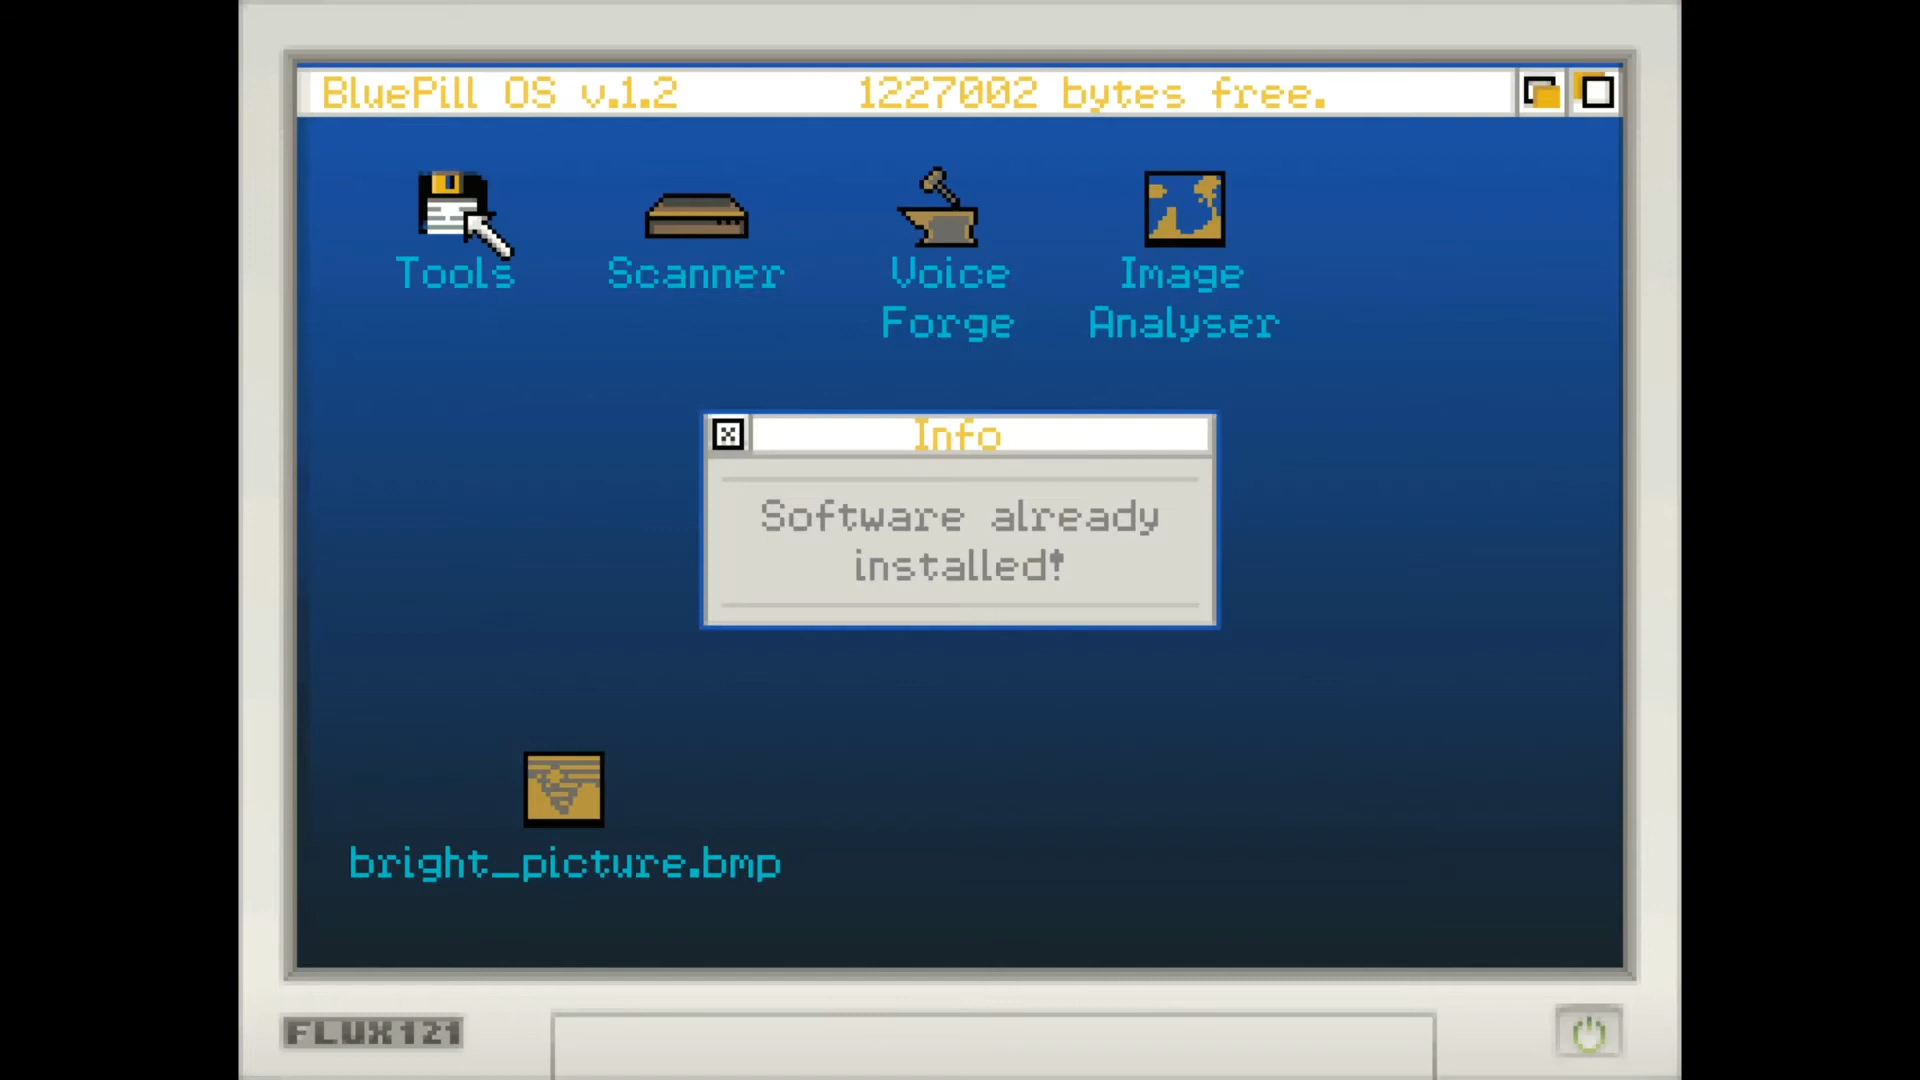 BluePill OS v.1.2 1227002 bytes free.
Tools
Scanner
Voice
Forge
Image
Analyser
Info
Software already
installed!
bright_picture.bmp
FLUX121